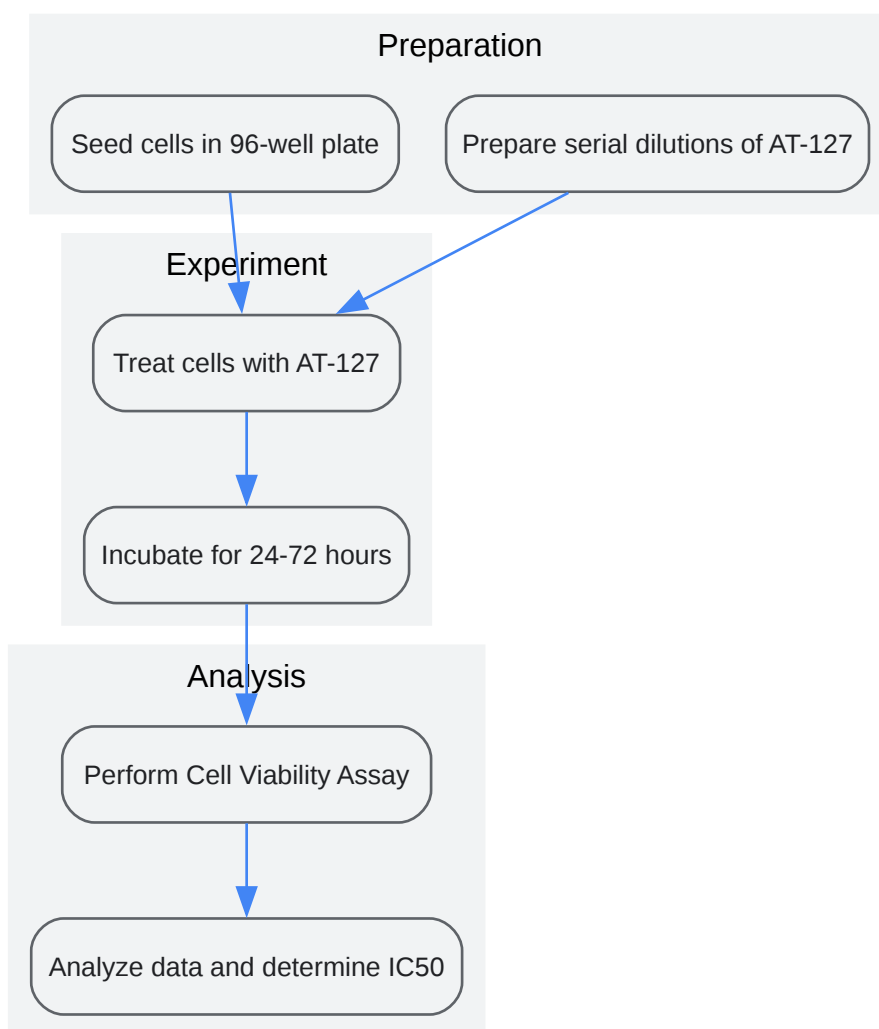 Preparation
Seed cells in 96-well plate
Prepare serial dilutions of AT-127
Experiment
Treat cells with AT-127
Incubate for 24-72 hours
Analysis
Perform Cell Viability Assay
Analyze data and determine IC50